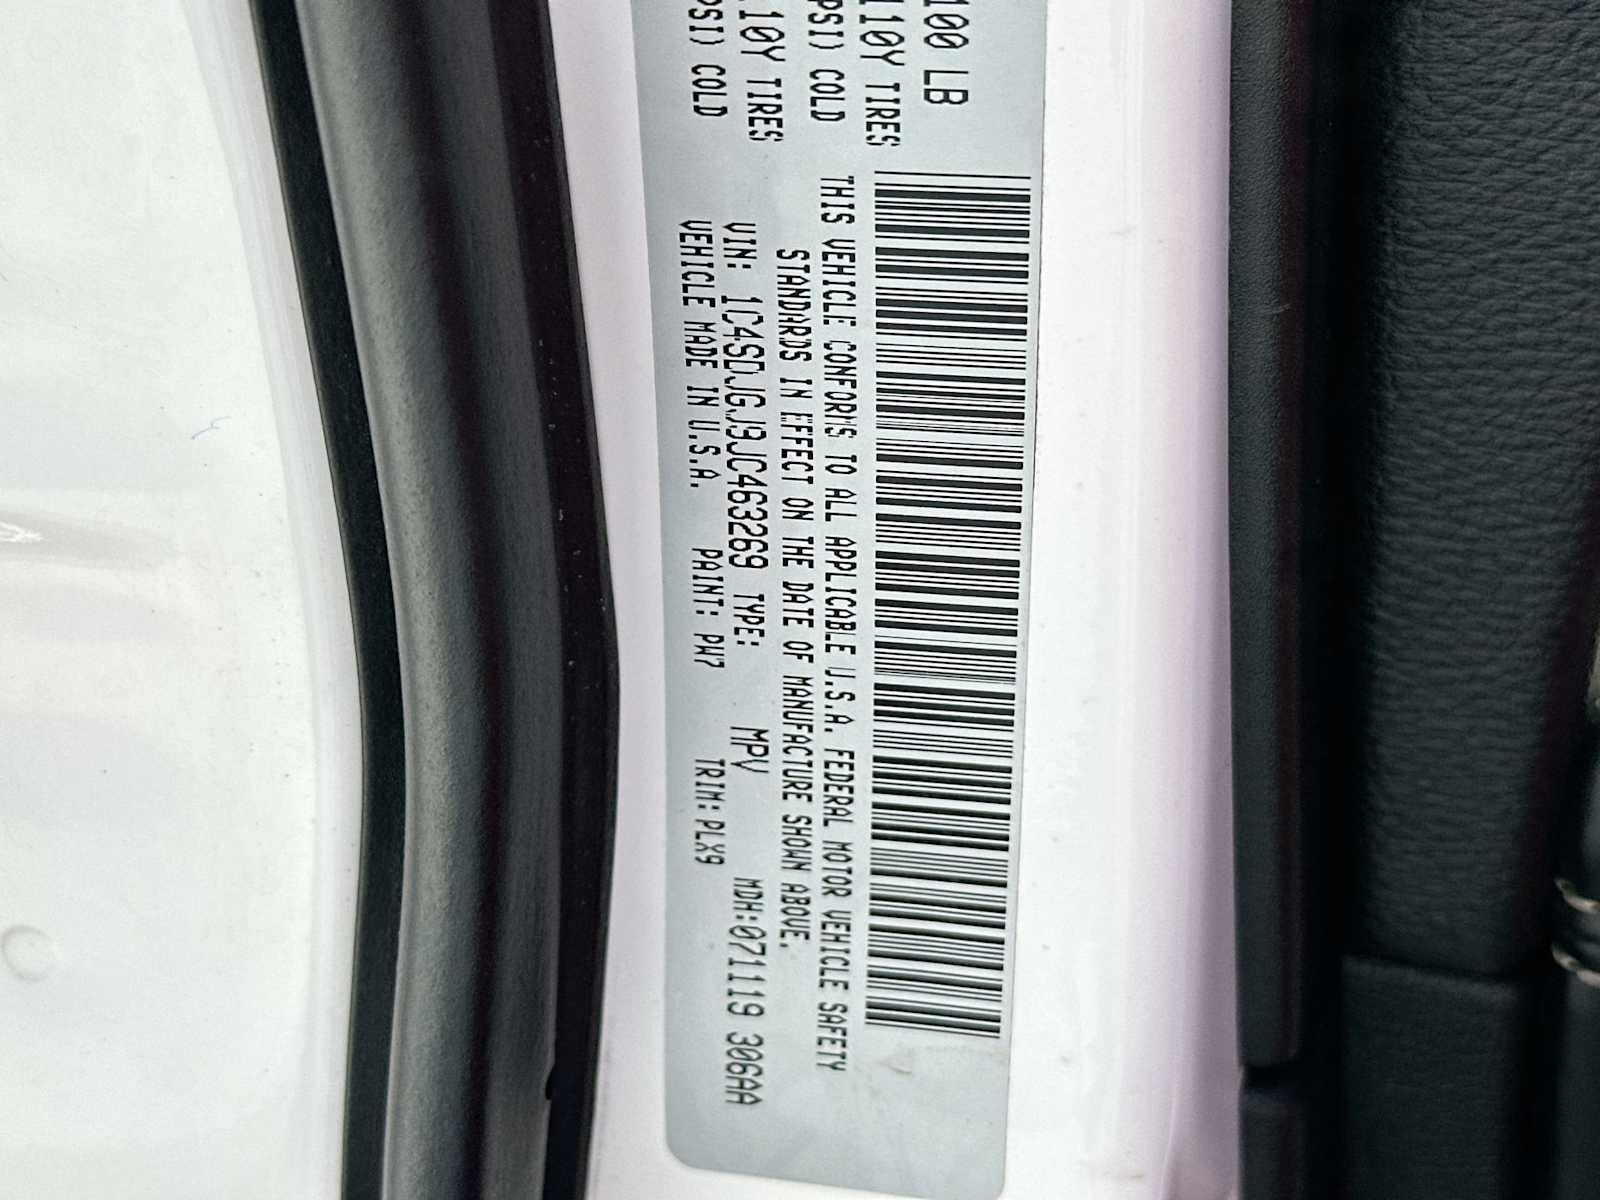 100 LB
110Y TIRES
PSI) COLD
110Y TIRES
PSI) COLD
THIS VEHICLE CONFORMS TO ALL APPLICABLE U.S.A. FEDERAL MOTOR VEHICLE SAFETY
STANDARDS IN EFFECT ON THE DATE OF MANUFACTURE SHOWN ABOVE.
VIN: 1C4SDJGJ9JC463269 TYPE: MPV MDH:071119 306AA
VEHICLE MADE IN U.S.A. PAINT: PW7 TRIM:PLX9